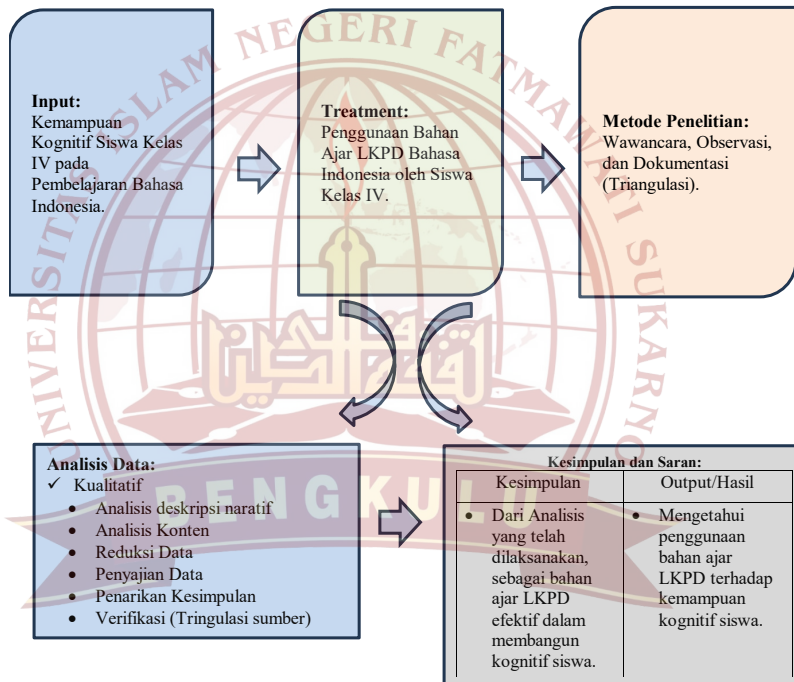 UNIVERSITAS ISLAM NEGERI FATMAWATI SUKARNO
Input:
Kemampuan
Kognitif Siswa Kelas
IV pada
Pembelajaran Bahasa
Indonesia.
Treatment:
Penggunaan Bahan
Ajar LKPD Bahasa
Indonesia oleh Siswa
Kelas IV.
Metode Penelitian:
Wawancara, Observasi,
dan Dokumentasi
(Triangulasi).
Analisis Data:
✓ Kualitatif
• Analisis deskripsi naratif
• Analisis Konten
• Reduksi Data
• Penyajian Data
• Penarikan Kesimpulan
• Verifikasi (Tringulasi sumber)
Kesimpulan dan Saran:
Kesimpulan
• Dari Analisis
yang telah
dilaksanakan,
sebagai bahan
ajar LKPD
efektif dalam
membangun
kognitif siswa.
Output/Hasil
• Mengetahui
penggunaan
bahan ajar
LKPD terhadap
kemampuan
kognitif siswa.
BENGKULU